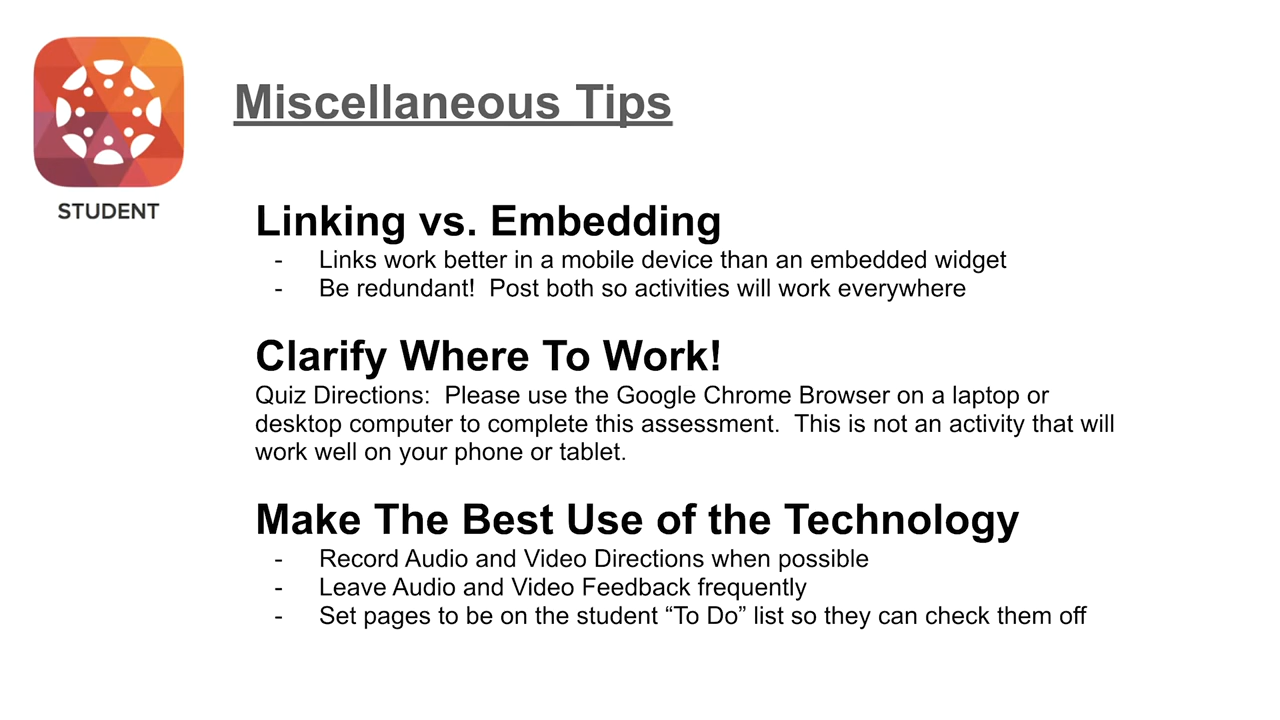 STUDENT
Miscellaneous Tips
Linking vs. Embedding
- Links work better in a mobile device than an embedded widget
- Be redundant!  Post both so activities will work everywhere
Clarify Where To Work!
Quiz Directions:  Please use the Google Chrome Browser on a laptop or
desktop computer to complete this assessment.  This is not an activity that will
work well on your phone or tablet.
Make The Best Use of the Technology
- Record Audio and Video Directions when possible
- Leave Audio and Video Feedback frequently
- Set pages to be on the student “To Do” list so they can check them off